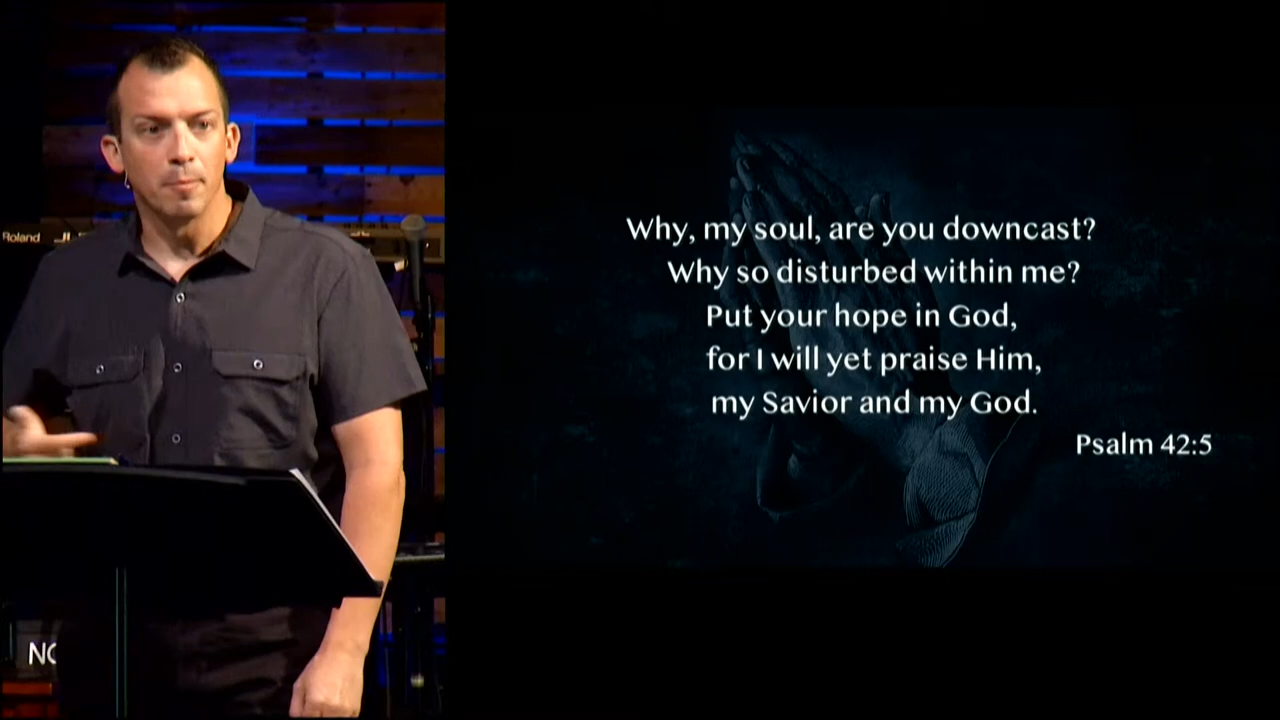 Roland
NO
Why, my soul, are you downcast?
Why so disturbed within me?
Put your hope in God,
for I will yet praise Him,
my Savior and my God.
Psalm 42:5